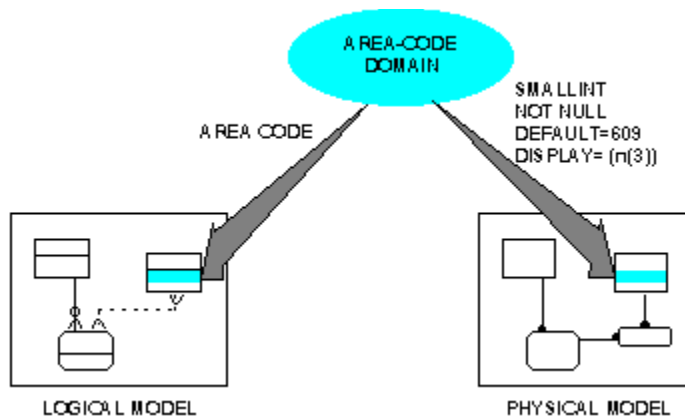 AREA-CODE
DOMAIN
AREA CODE
SMALLINT
NOT NULL
DEFAULT=609
DISPLAY= (n(3))
LOGICAL MODEL
PHYSICAL MODEL